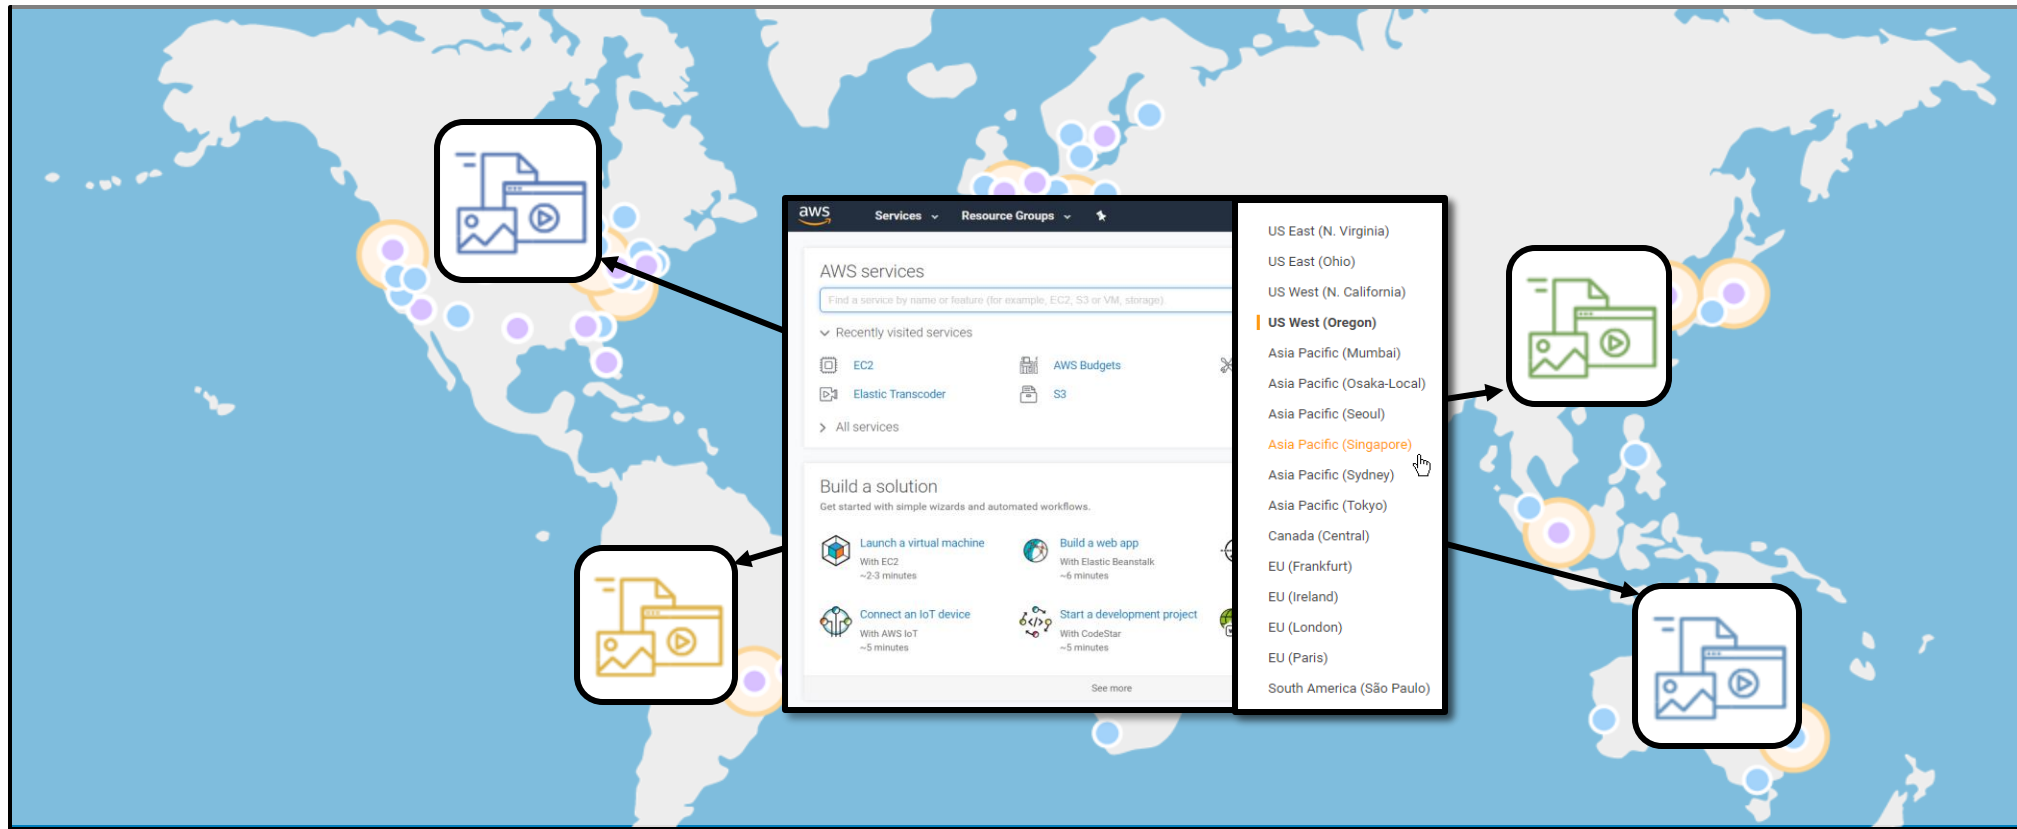 aws
Services
Resource Groups
AWS services
Find a service by name or feature (for example, EC2, S3 or VM, storage).
Recently visited services
EC2
AWS Budgets
Elastic Transcoder
S3
All services
Build a solution
Get started with simple wizards and automated workflows.
Launch a virtual machine
With EC2
~2-3 minutes
Build a web app
With Elastic Beanstalk
~6 minutes
Connect an IoT device
With AWS IoT
~5 minutes
Start a development project
With CodeStar
~5 minutes
See more
US East (N. Virginia)
US East (Ohio)
US West (N. California)
US West (Oregon)
Asia Pacific (Mumbai)
Asia Pacific (Osaka-Local)
Asia Pacific (Seoul)
Asia Pacific (Singapore)
Asia Pacific (Sydney)
Asia Pacific (Tokyo)
Canada (Central)
EU (Frankfurt)
EU (Ireland)
EU (London)
EU (Paris)
South America (São Paulo)